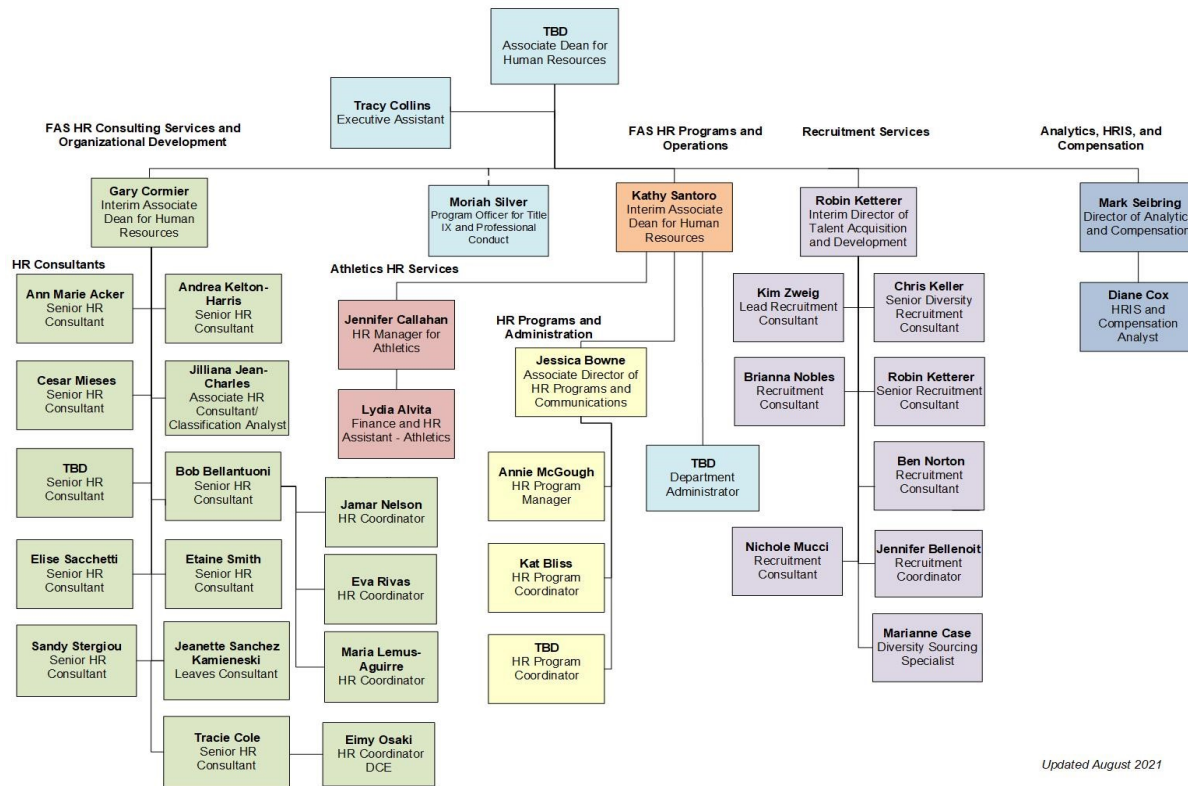 TBD
Associate Dean for
Human Resources
Tracy Collins
Executive Assistant
FAS HR Consulting Services and
Organizational Development
FAS HR Programs and
Operations
Recruitment Services
Analytics, HRIS, and
Compensation
Gary Cormier
Interim Associate
Dean for Human
Resources
Moriah Silver
Program Officer for Title
IX and Professional
Conduct
Kathy Santoro
Interim Associate
Dean for Human
Resources
Robin Ketterer
Interim Director of
Talent Acquisition
and Development
Mark Seibring
Director of Analytic
and Compensation
HR Consultants
Ann Marie Acker
Senior HR
Consultant
Andrea Kelton-
Harris
Senior HR
Consultant
Cesar Mieses
Senior HR
Consultant
Jilliana Jean-
Charles
Associate HR
Consultant/
Classification Analyst
TBD
Senior HR
Consultant
Bob Bellantuoni
Senior HR
Consultant
Elise Sacchetti
Senior HR
Consultant
Etaine Smith
Senior HR
Consultant
Sandy Stergiou
Senior HR
Consultant
Jeanette Sanchez
Kamieneski
Leaves Consultant
Tracie Cole
Senior HR
Consultant
Jamar Nelson
HR Coordinator
Eva Rivas
HR Coordinator
Maria Lemus-
Aguirre
HR Coordinator
Eimy Osaki
HR Coordinator
DCE
Athletics HR Services
Jennifer Callahan
HR Manager for
Athletics
Lydia Alvita
Finance and HR
Assistant - Athletics
HR Programs and
Administration
Jessica Bowne
Associate Director of
HR Programs and
Communications
Annie McGough
HR Program
Manager
Kat Bliss
HR Program
Coordinator
TBD
HR Program
Coordinator
TBD
Department
Administrator
Kim Zweig
Lead Recruitment
Consultant
Chris Keller
Senior Diversity
Recruitment
Consultant
Brianna Nobles
Recruitment
Consultant
Robin Ketterer
Senior Recruitment
Consultant
Ben Norton
Recruitment
Consultant
Nichole Mucci
Recruitment
Consultant
Jennifer Bellenoit
Recruitment
Coordinator
Marianne Case
Diversity Sourcing
Specialist
Diane Cox
HRIS and
Compensation
Analyst
Updated August 2021